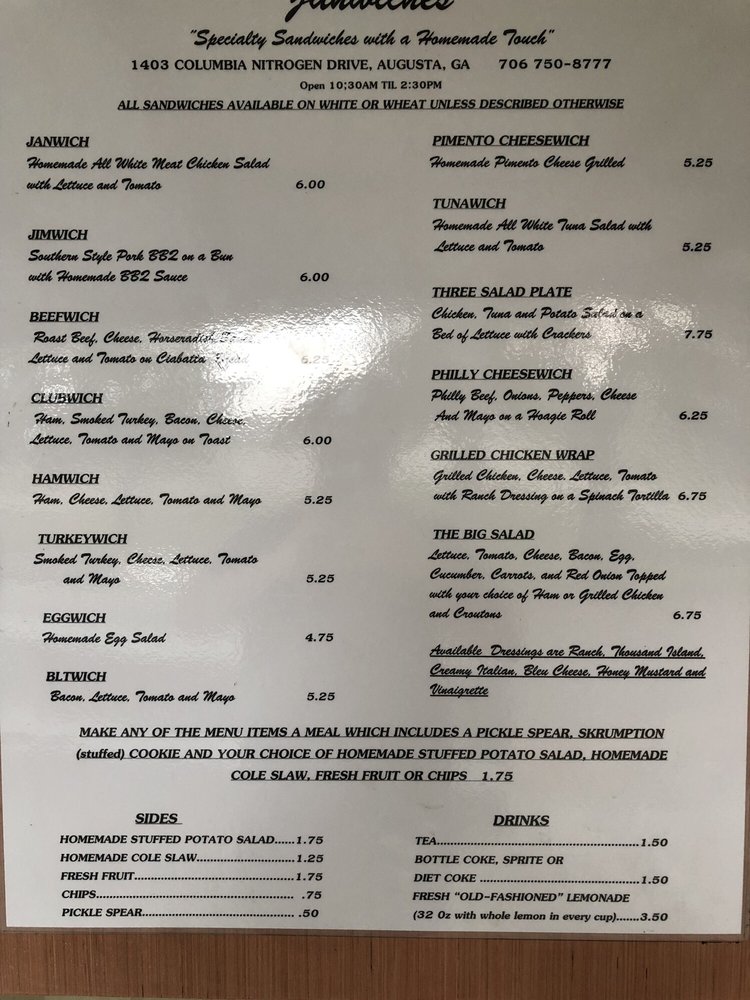 Janwiches
"Specialty Sandwiches with a Homemade Touch"
1403 COLUMBIA NITROGEN DRIVE, AUGUSTA, GA 706 750-8777
Open 10;30AM TIL 2:30PM
ALL SANDWICHES AVAILABLE ON WHITE OR WHEAT UNLESS DESCRIBED OTHERWISE
JANWICH
Homemade All White Meat Chicken Salad
with Lettuce and Tomato 6.00
JIMWICH
Southern Style Pork BBQ on a Bun
with Homemade BBQ Sauce 6.00
BEEFWICH
Roast Beef, Cheese, Horseradish
Lettuce and Tomato on Ciabatta Bread 5.25
CLUBWICH
Ham, Smoked Turkey, Bacon, Cheese,
Lettuce, Tomato and Mayo on Toast 6.00
HAMWICH
Ham, Cheese, Lettuce, Tomato and Mayo 5.25
TURKEYWICH
Smoked Turkey, Cheese, Lettuce, Tomato
and Mayo 5.25
EGGWICH
Homemade Egg Salad 4.75
BLTWICH
Bacon, Lettuce, Tomato and Mayo 5.25
PIMENTO CHEESEWICH
Homemade Pimento Cheese Grilled 5.25
TUNAWICH
Homemade All White Tuna Salad with
Lettuce and Tomato 5.25
THREE SALAD PLATE
Chicken, Tuna and Potato Salad on a
Bed of Lettuce with Crackers 7.75
PHILLY CHEESEWICH
Philly Beef, Onions, Peppers, Cheese
And Mayo on a Hoagie Roll 6.25
GRILLED CHICKEN WRAP
Grilled Chicken, Cheese, Lettuce, Tomato
with Ranch Dressing on a Spinach Tortilla 6.75
THE BIG SALAD
Lettuce, Tomato, Cheese, Bacon, Egg,
Cucumber, Carrots, and Red Onion Topped
with your choice of Ham or Grilled Chicken
and Croutons 6.75
Available Dressings are Ranch, Thousand Island,
Creamy Italian, Bleu Cheese, Honey Mustard and
Vinaigrette
MAKE ANY OF THE MENU ITEMS A MEAL WHICH INCLUDES A PICKLE SPEAR, SKRUMPTION
(stuffed) COOKIE AND YOUR CHOICE OF HOMEMADE STUFFED POTATO SALAD, HOMEMADE
COLE SLAW, FRESH FRUIT OR CHIPS 1.75
SIDES
HOMEMADE STUFFED POTATO SALAD......1.75
HOMEMADE COLE SLAW..........................1.25
FRESH FRUIT..........................................1.75
CHIPS.................................................... .75
PICKLE SPEAR......................................... .50
DRINKS
TEA.....................................................1.50
BOTTLE COKE, SPRITE OR
DIET COKE ..........................................1.50
FRESH "OLD-FASHIONED" LEMONADE
(32 Oz with whole lemon in every cup).......3.50